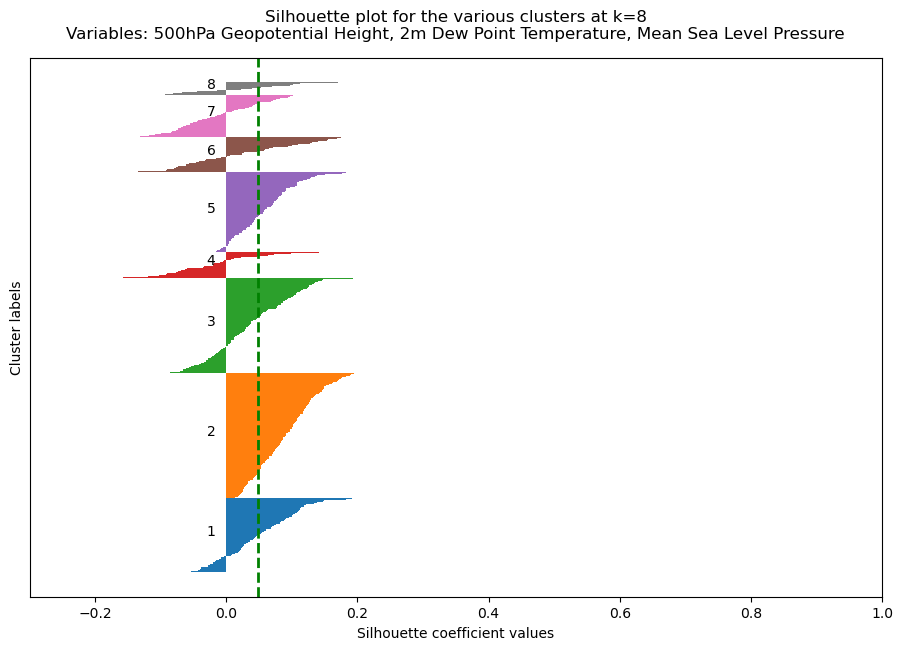 Silhouette plot for the various clusters at k=8
Variables: 500hPa Geopotential Height, 2m Dew Point Temperature, Mean Sea Level Pressure
8
7
6
5
4
3
2
1
Cluster labels
−0.2 0.0 0.2 0.4 0.6 0.8 1.0
Silhouette coefficient values